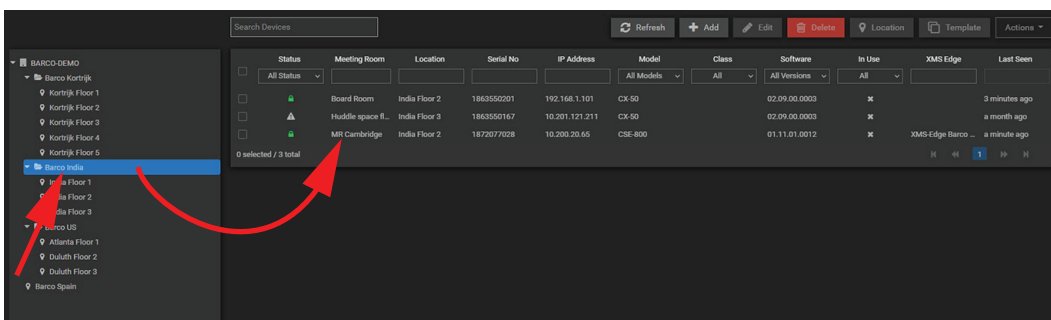 Search Devices
Refresh Add Edit Delete Location Template Actions
BARCO-DEMO
Barco Kortrijk
Kortrijk Floor 1
Kortrijk Floor 2
Kortrijk Floor 3
Kortrijk Floor 4
Kortrijk Floor 5
Barco India
India Floor 1
India Floor 2
India Floor 3
Barco US
Atlanta Floor 1
Duluth Floor 2
Duluth Floor 3
Barco Spain
Status Meeting Room Location Serial No IP Address Model Class Software In Use XMS Edge Last Seen
All Status All Models All All Versions All
Board Room India Floor 2 1863550201 192.168.1.101 CX-50 02.09.00.0003 3 minutes ago
Huddle space fl... India Floor 3 1863550167 10.201.121.211 CX-50 02.09.00.0003 a month ago
MR Cambridge India Floor 2 1872077028 10.200.20.65 CSE-800 01.11.01.0012 XMS-Edge Barco ... a minute ago
0 selected / 3 total
1